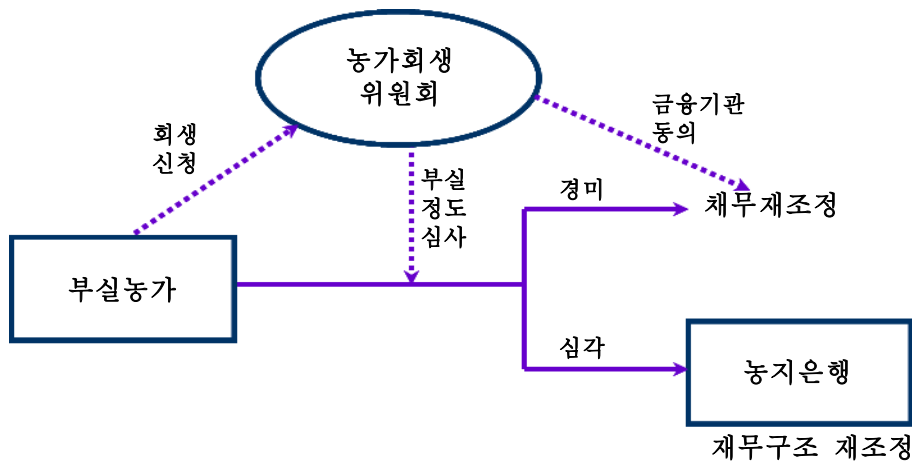 농가회생
위원회
금융기관
동의
회생
신청
부실
정도
심사
경미
채무재조정
부실농가
심각
농지은행
재무구조 재조정